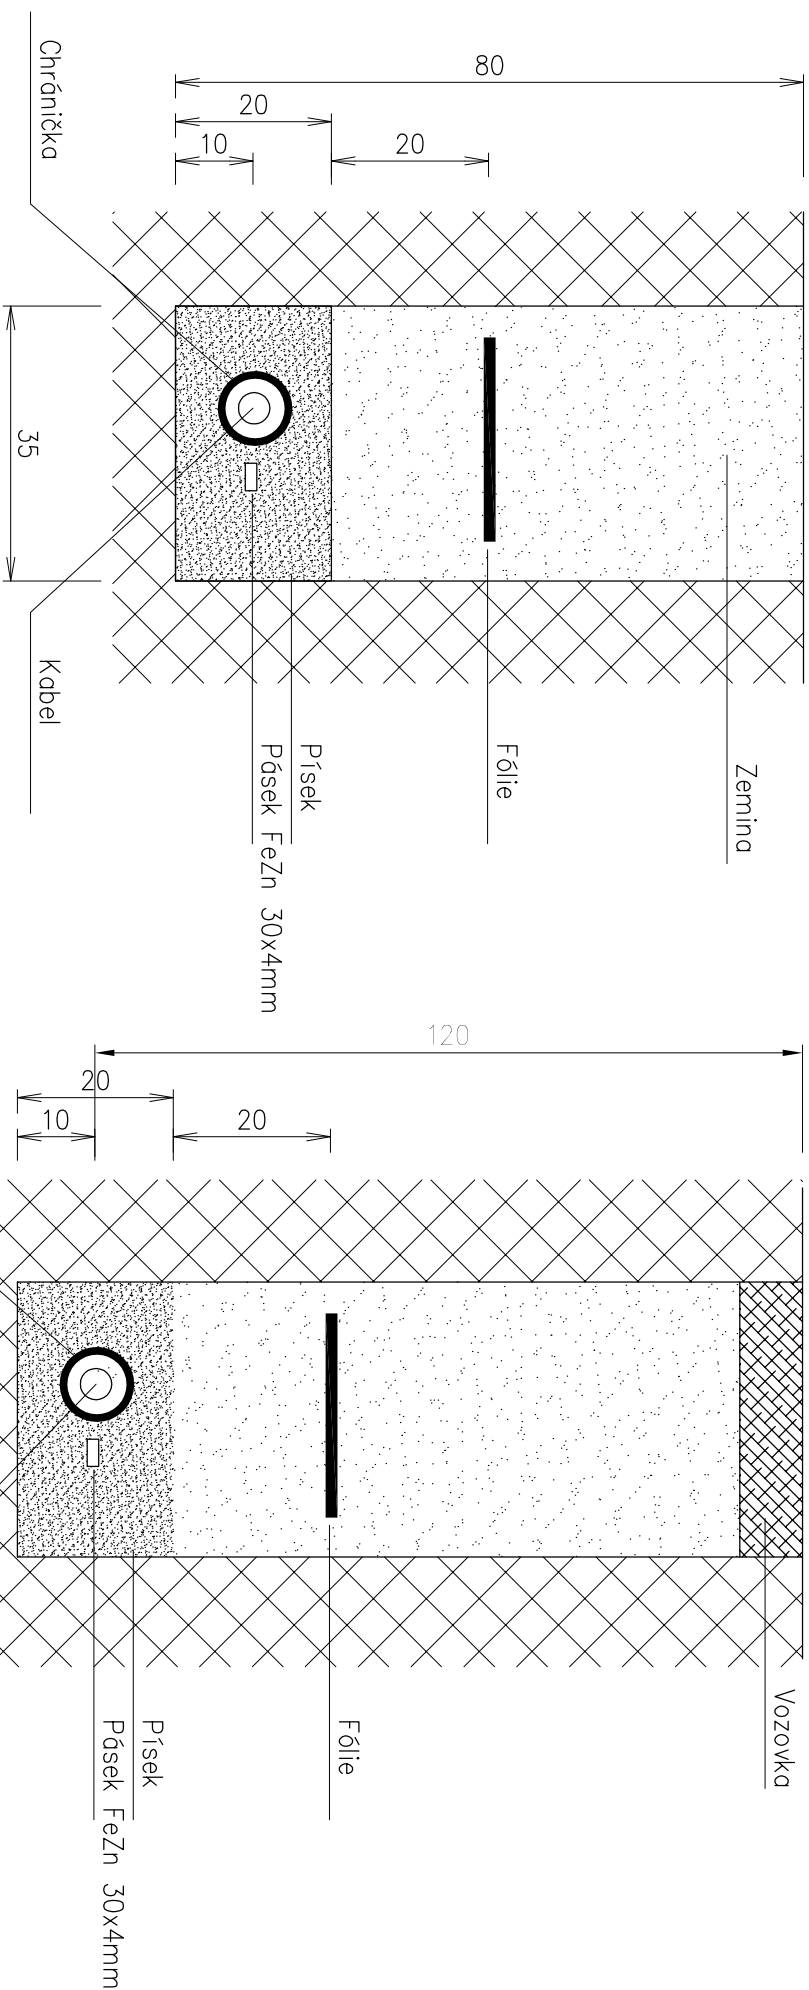 80
20
10
20
35
Chránička
Kabel
Zemina
Fólie
Písek
Pásek FeZn 30x4mm
120
20
10
20
Vozovka
Fólie
Písek
Pásek FeZn 30x4mm